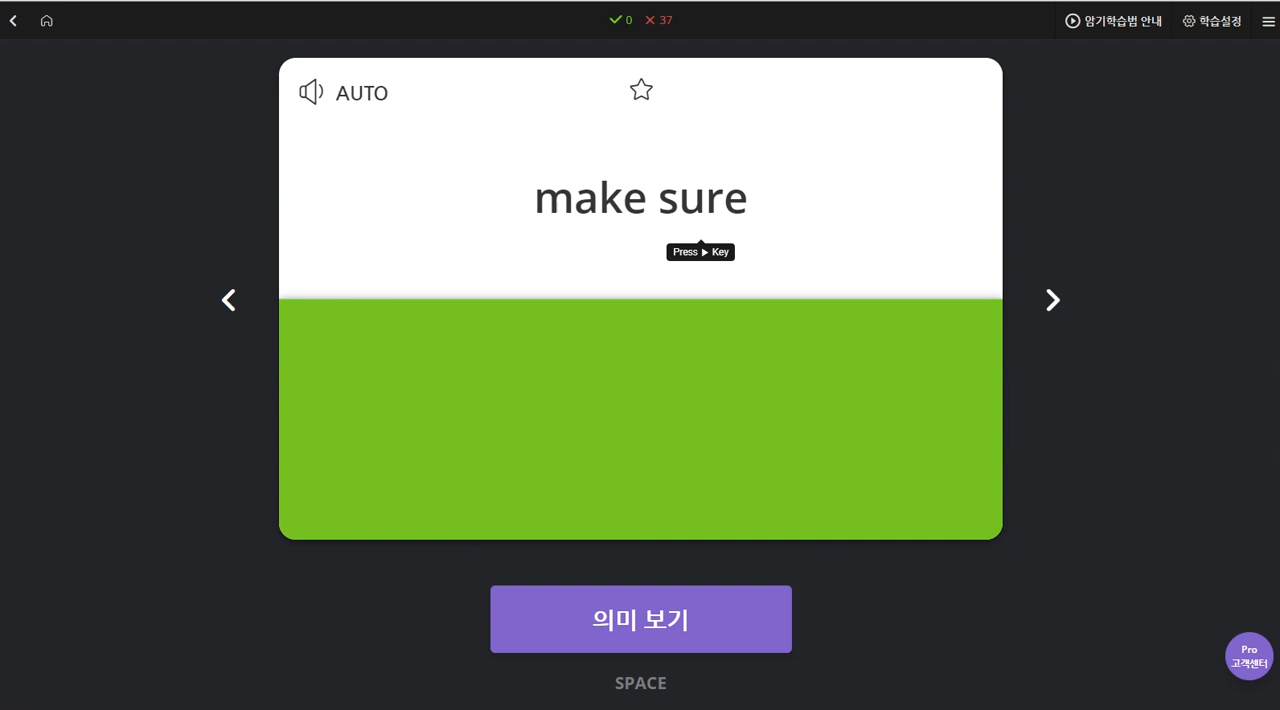 0 37
암기학습법 안내 학습설정
AUTO
make sure
Press ▶ Key
의미 보기
SPACE
Pro
고객센터